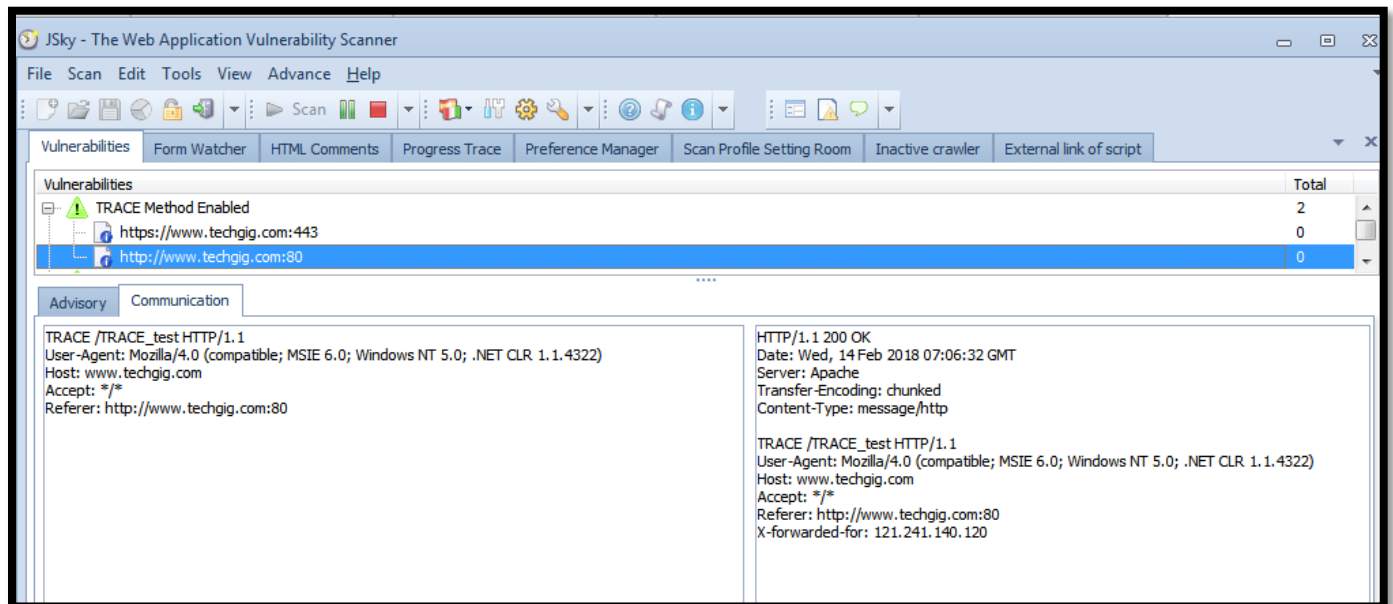 JSky - The Web Application Vulnerability Scanner
File Scan Edit Tools View Advance Help
Scan
Vulnerabilities Form Watcher HTML Comments Progress Trace Preference Manager Scan Profile Setting Room Inactive crawler External link of script
Vulnerabilities Total
TRACE Method Enabled 2
https://www.techgig.com:443 0
http://www.techgig.com:80 0
Advisory Communication
TRACE /TRACE_test HTTP/1.1
User-Agent: Mozilla/4.0 (compatible; MSIE 6.0; Windows NT 5.0; .NET CLR 1.1.4322)
Host: www.techgig.com
Accept: */*
Referer: http://www.techgig.com:80
HTTP/1.1 200 OK
Date: Wed, 14 Feb 2018 07:06:32 GMT
Server: Apache
Transfer-Encoding: chunked
Content-Type: message/http
TRACE /TRACE_test HTTP/1.1
User-Agent: Mozilla/4.0 (compatible; MSIE 6.0; Windows NT 5.0; .NET CLR 1.1.4322)
Host: www.techgig.com
Accept: */*
Referer: http://www.techgig.com:80
X-forwarded-for: 121.241.140.120